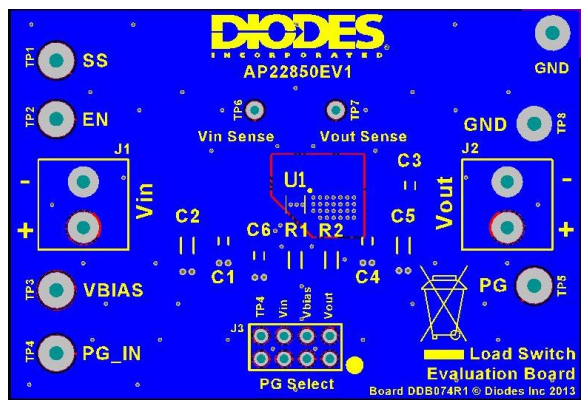 DIODES
INCORPORATED
AP22850EV1
TP1
SS
GND
TP2
EN
TP6
TP7
Vin Sense
Vout Sense
GND
TP8
J1
J2
-
+
Vin
U1
C3
-
+
Vout
C2
C6
R1
R2
C5
C1
C4
TP3
VBIAS
PG
TP5
TP4
Vin
Vbias
Vout
J3
TP4
PG_IN
PG Select
Load Switch
Evaluation Board
Board DDB074R1 © Diodes Inc 2013